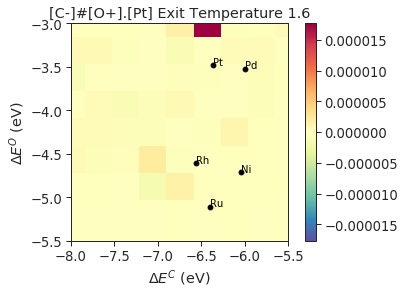 [C-]#[O+].[Pt] Exit Temperature 1.6
−3.0
−3.5
−4.0
−4.5
−5.0
−5.5
ΔE^O (eV)
Pt
Pd
Rh
Ni
Ru
−8.0 −7.5 −7.0 −6.5 −6.0 −5.5
ΔE^C (eV)
0.000015
0.000010
0.000005
0.000000
−0.000005
−0.000010
−0.000015